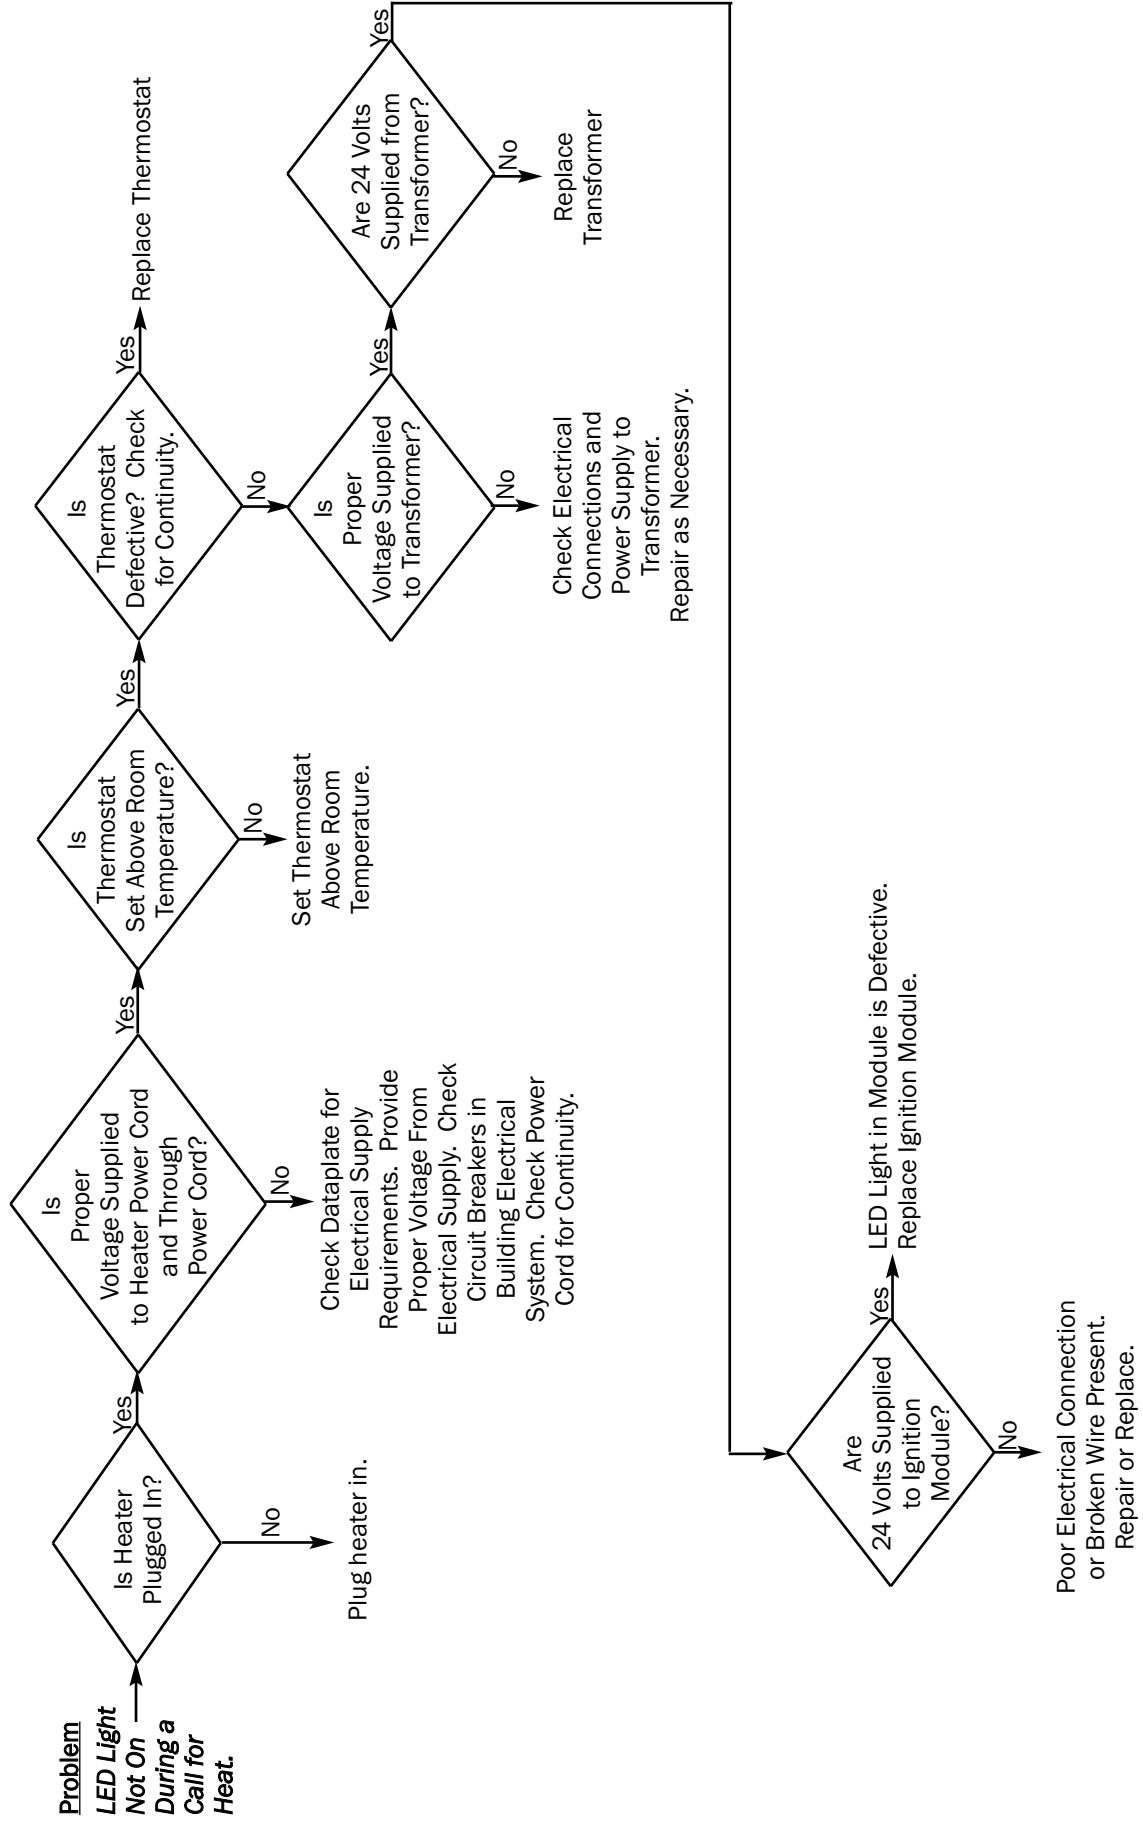 Problem
LED Light
Not On
During a
Call for
Heat.
Is Heater
Plugged In?
Yes
No
Plug heater in.
Is
Proper
Voltage Supplied
to Heater Power Cord
and Through
Power Cord?
Yes
No
Check Dataplate for
Electrical Supply
Requirements. Provide
Proper Voltage From
Electrical Supply. Check
Circuit Breakers in
Building Electrical
System. Check Power
Cord for Continuity.
Is
Thermostat
Set Above Room
Temperature?
Yes
No
Set Thermostat
Above Room
Temperature.
Is
Thermostat
Defective? Check
for Continuity.
Yes
Replace Thermostat
No
Is
Proper
Voltage Supplied
to Transformer?
Yes
No
Check Electrical
Connections and
Power Supply to
Transformer.
Repair as Necessary.
Are 24 Volts
Supplied from
Transformer?
Yes
No
Replace
Transformer
Are
24 Volts Supplied
to Ignition
Module?
Yes
LED Light in Module is Defective.
Replace Ignition Module.
No
Poor Electrical Connection
or Broken Wire Present.
Repair or Replace.